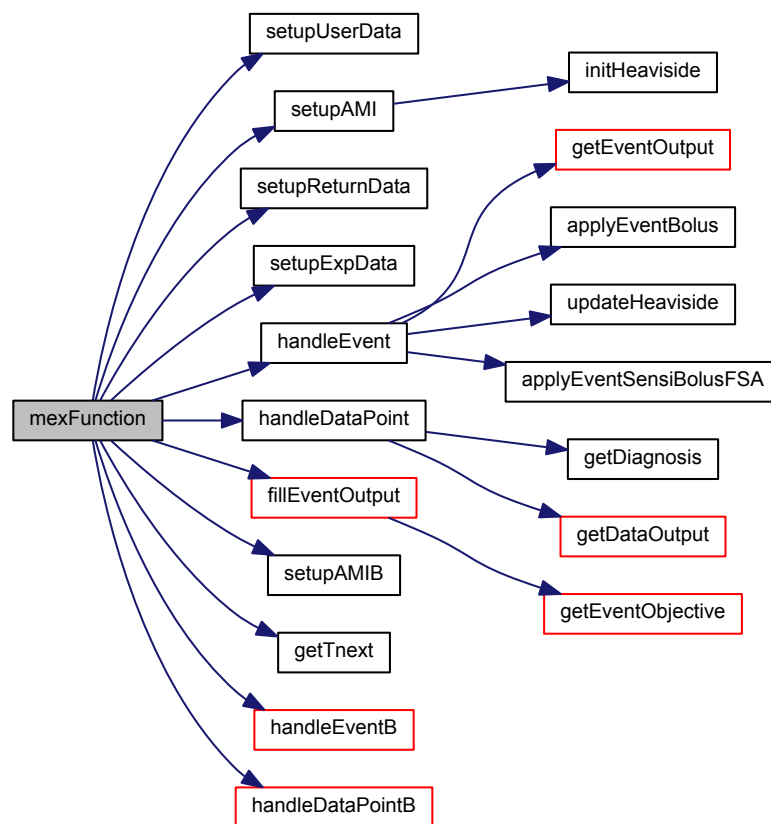 setupUserData
initHeaviside
setupAMI
getEventOutput
setupReturnData
applyEventBolus
setupExpData
updateHeaviside
handleEvent
applyEventSensiBolusFSA
mexFunction
handleDataPoint
getDiagnosis
fillEventOutput
getDataOutput
setupAMIB
getEventObjective
getTnext
handleEventB
handleDataPointB